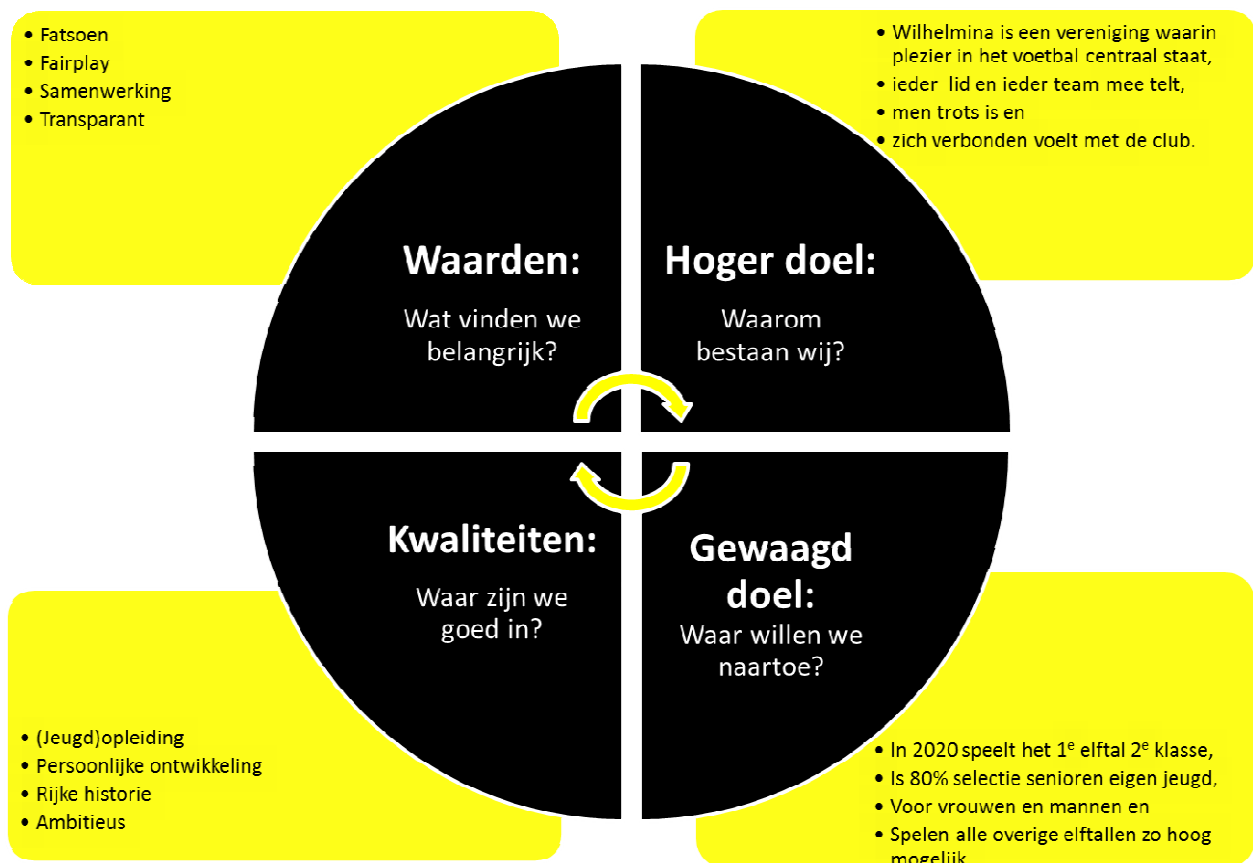 • Fatsoen
• Fairplay
• Samenwerking
• Transparant
• Wilhelmina is een vereniging waarin
plezier in het voetbal centraal staat,
• ieder lid en ieder team mee telt,
• men trots is en
• zich verbonden voelt met de club.
Waarden:
Wat vinden we
belangrijk?
Hoger doel:
Waarom
bestaan wij?
Kwaliteiten:
Waar zijn we
goed in?
Gewaagd
doel:
Waar willen we
naartoe?
• (Jeugd)opleiding
• Persoonlijke ontwikkeling
• Rijke historie
• Ambitieus
• In 2020 speelt het 1e elftal 2e klasse,
• Is 80% selectie senioren eigen jeugd,
• Voor vrouwen en mannen en
• Spelen alle overige elftallen zo hoog
mogelijk